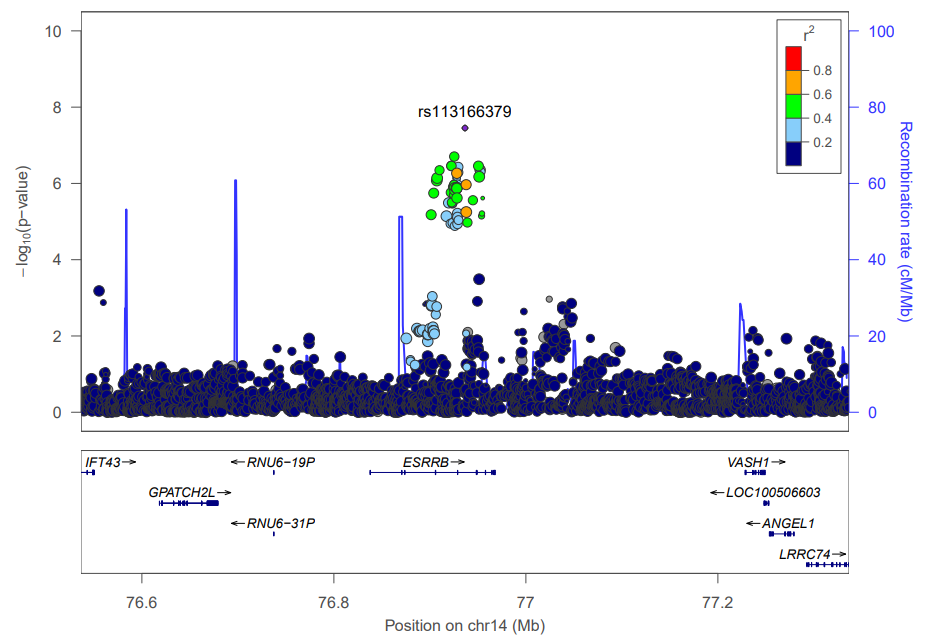 10
8
6
4
2
0
−log10(p−value)
rs113166379
r2
0.8
0.6
0.4
0.2
100
80
60
40
20
0
Recombination rate (cM/Mb)
IFT43→ ←RNU6−19P ESRRB→ VASH1→
GPATCH2L→ ←LOC100506603
←RNU6−31P ←ANGEL1
LRRC74→
76.6 76.8 77 77.2
Position on chr14 (Mb)